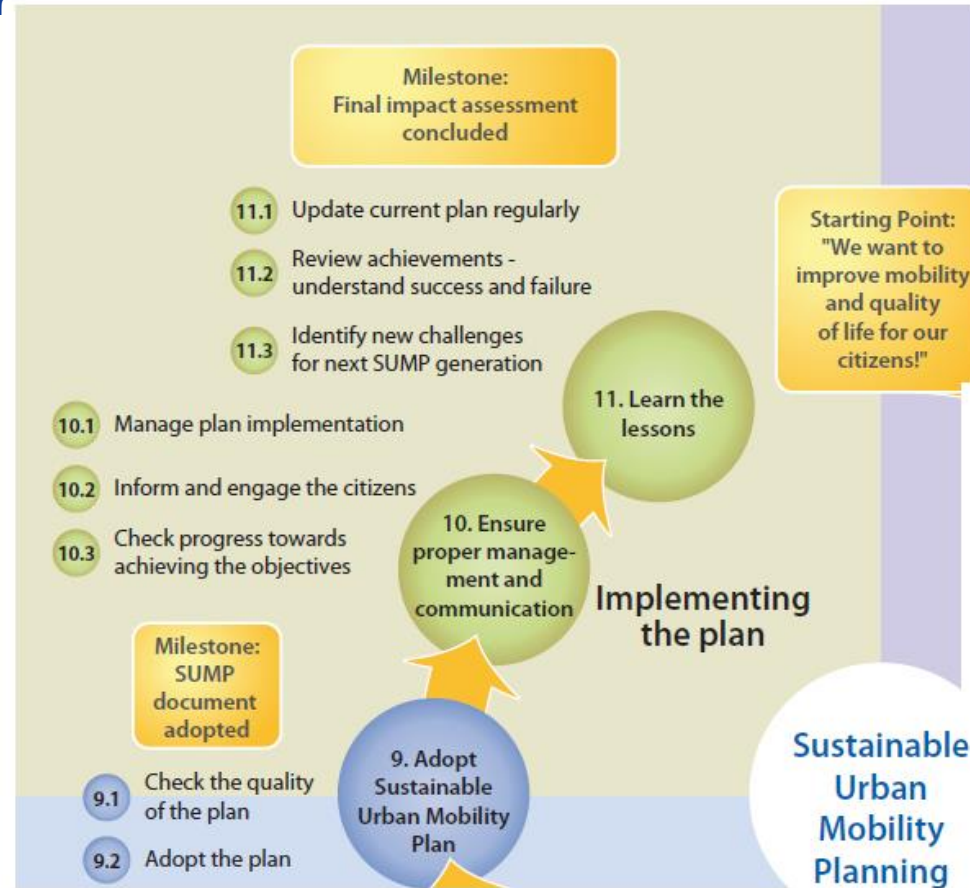 Milestone:
Final impact assessment
concluded
11.1 Update current plan regularly
11.2 Review achievements -
understand success and failure
11.3 Identify new challenges
for next SUMP generation
Starting Point:
"We want to
improve mobility
and quality
of life for our
citizens!"
11. Learn the
lessons
10.1 Manage plan implementation
10.2 Inform and engage the citizens
10.3 Check progress towards
achieving the objectives
10. Ensure
proper manage-
ment and
communication
Implementing
the plan
Milestone:
SUMP
document
adopted
9.1 Check the quality
of the plan
9.2 Adopt the plan
9. Adopt
Sustainable
Urban Mobility
Plan
Sustainable
Urban
Mobility
Planning